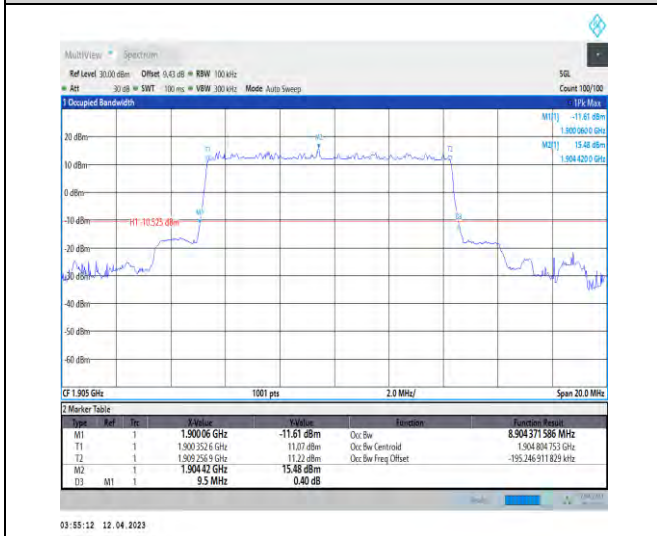 MultiView Spectrum
Ref Level 30.00 dBm Offset 0.43 dB RBW 100 kHz SGL
Att 30 dB SWT 100 ms VBW 300 kHz Mode Auto Sweep Count 100/100
1 Occupied Bandwidth 1Pk Max
M1[1] -11.61 dBm
1.900 060 0 GHz
M2[1] 15.48 dBm
1.904 420 0 GHz
20 dBm
T1 M2 T2
10 dBm
0 dBm
M1 D3
-10 dBm
H1 -10.525 dBm
-20 dBm
-30 dBm
-40 dBm
-50 dBm
-60 dBm
CF 1.905 GHz 1001 pts 2.0 MHz/ Span 20.0 MHz
2 Marker Table
Type Ref Trc X-Value Y-Value Function Function Result
M1 1 1.90006 GHz -11.61 dBm Occ Bw 8.904 371 586 MHz
T1 1 1.900 352 6 GHz 11.07 dBm Occ Bw Centroid 1.904 804 753 GHz
T2 1 1.909 256 9 GHz 11.22 dBm Occ Bw Freq Offset -195.246 911 829 kHz
M2 1 1.904 42 GHz 15.48 dBm
D3 M1 1 9.5 MHz 0.40 dB
03:55:12 12.04.2023